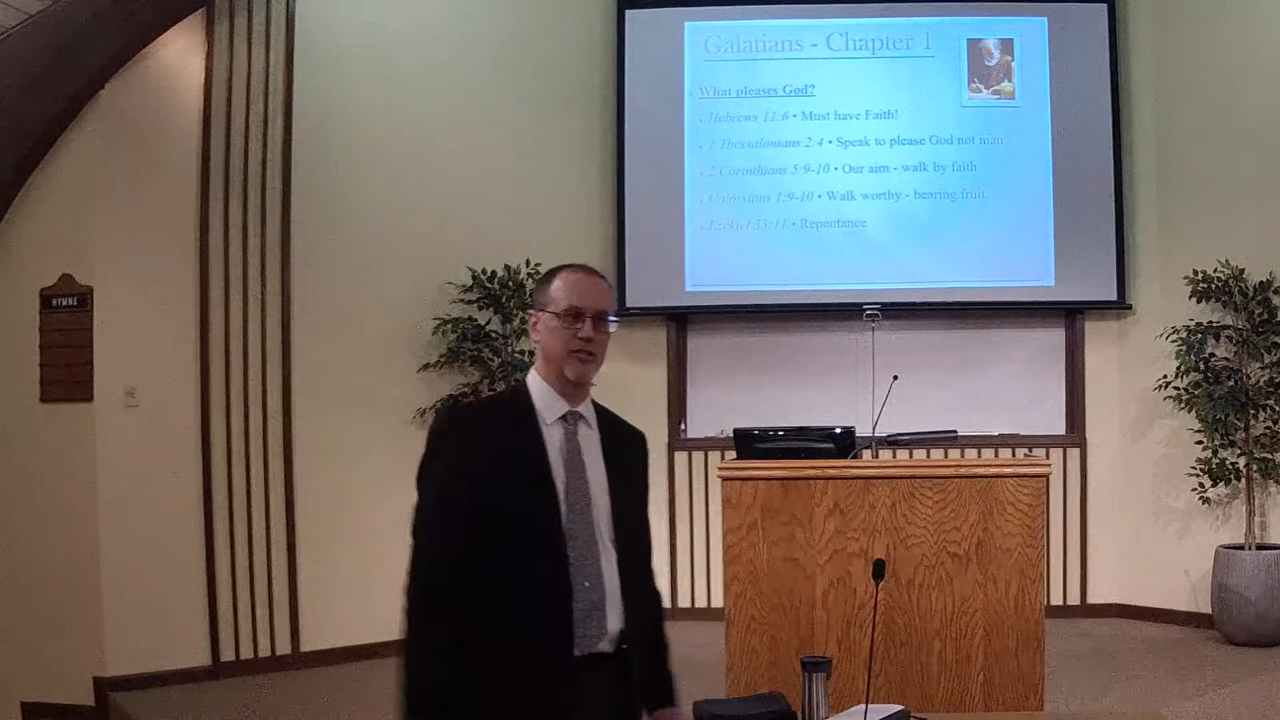 Galatians - Chapter 1
What pleases God?
Hebrews 11:6 • Must have Faith!
1 Thessalonians 2:4 • Speak to please God not man
2 Corinthians 5:9-10 • Our aim - walk by faith
Colossians 1:9-10 • Walk worthy - bearing fruit
Ezekiel 33:11 • Repentance
HYMNS